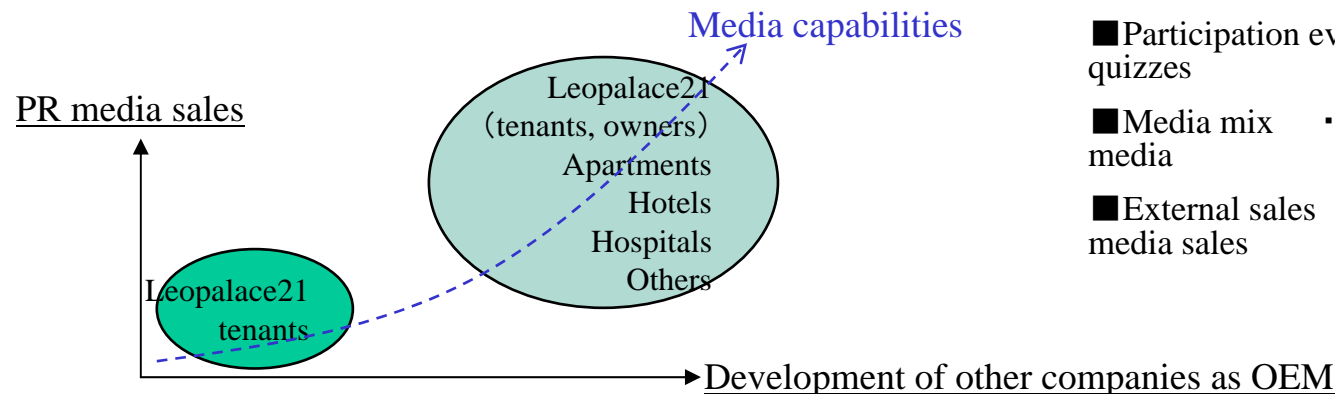 Media capabilities
PR media sales
Leopalace21
（tenants, owners）
Apartments
Hotels
Hospitals
Others
Leopalace21
tenants
Development of other companies as OEM
■Participation ev
quizzes
■Media mix
media
■External sales
media sales